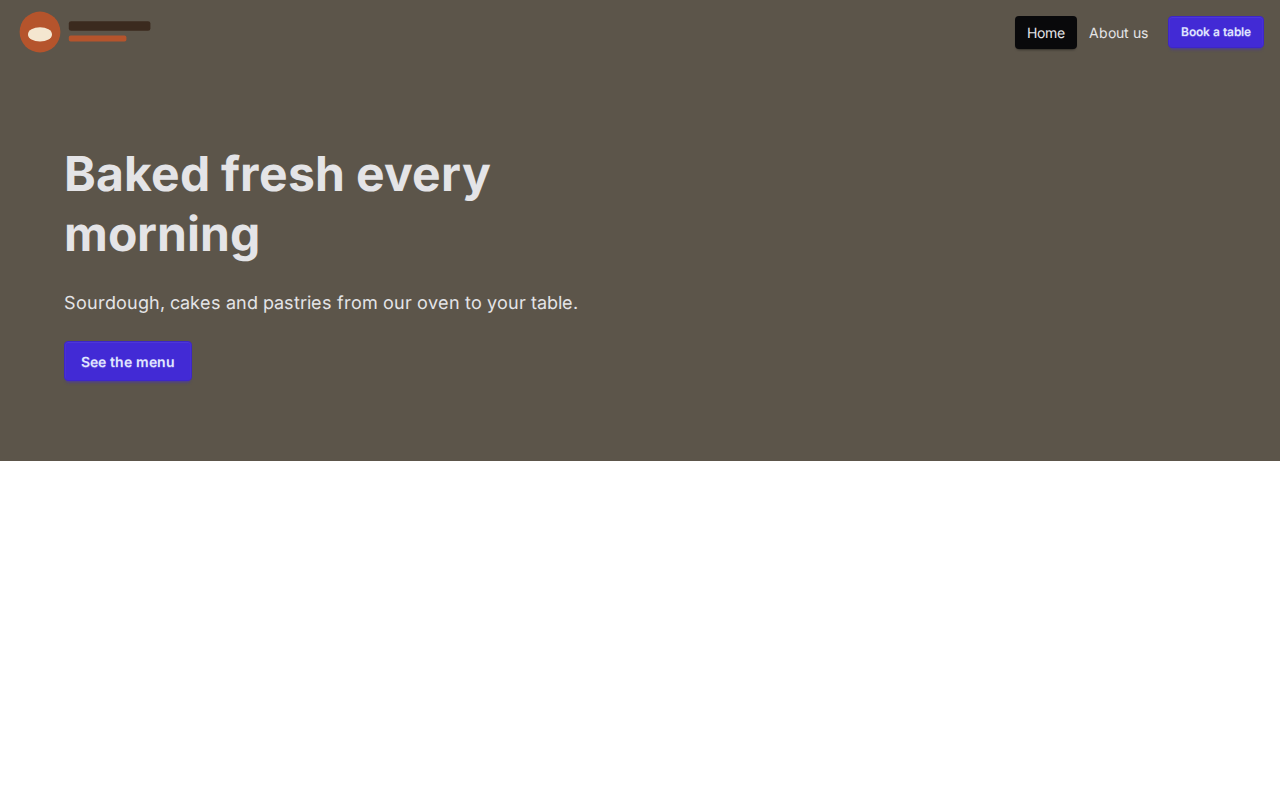 Home
About us
Book a table
Baked fresh every
morning
Sourdough, cakes and pastries from our oven to your table.
See the menu